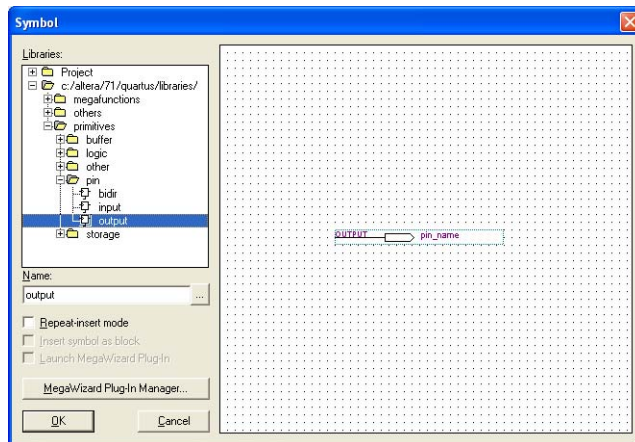 Symbol
Libraries:
Project
c:/altera/71/quartus/libraries/
megafunctions
others
primitives
buffer
logic
other
pin
bidir
input
output
storage
OUTPUT pin_name
Name:
output
...
Repeat-insert mode
Insert symbol as block
Launch MegaWizard Plug-In
MegaWizard Plug-In Manager...
OK Cancel